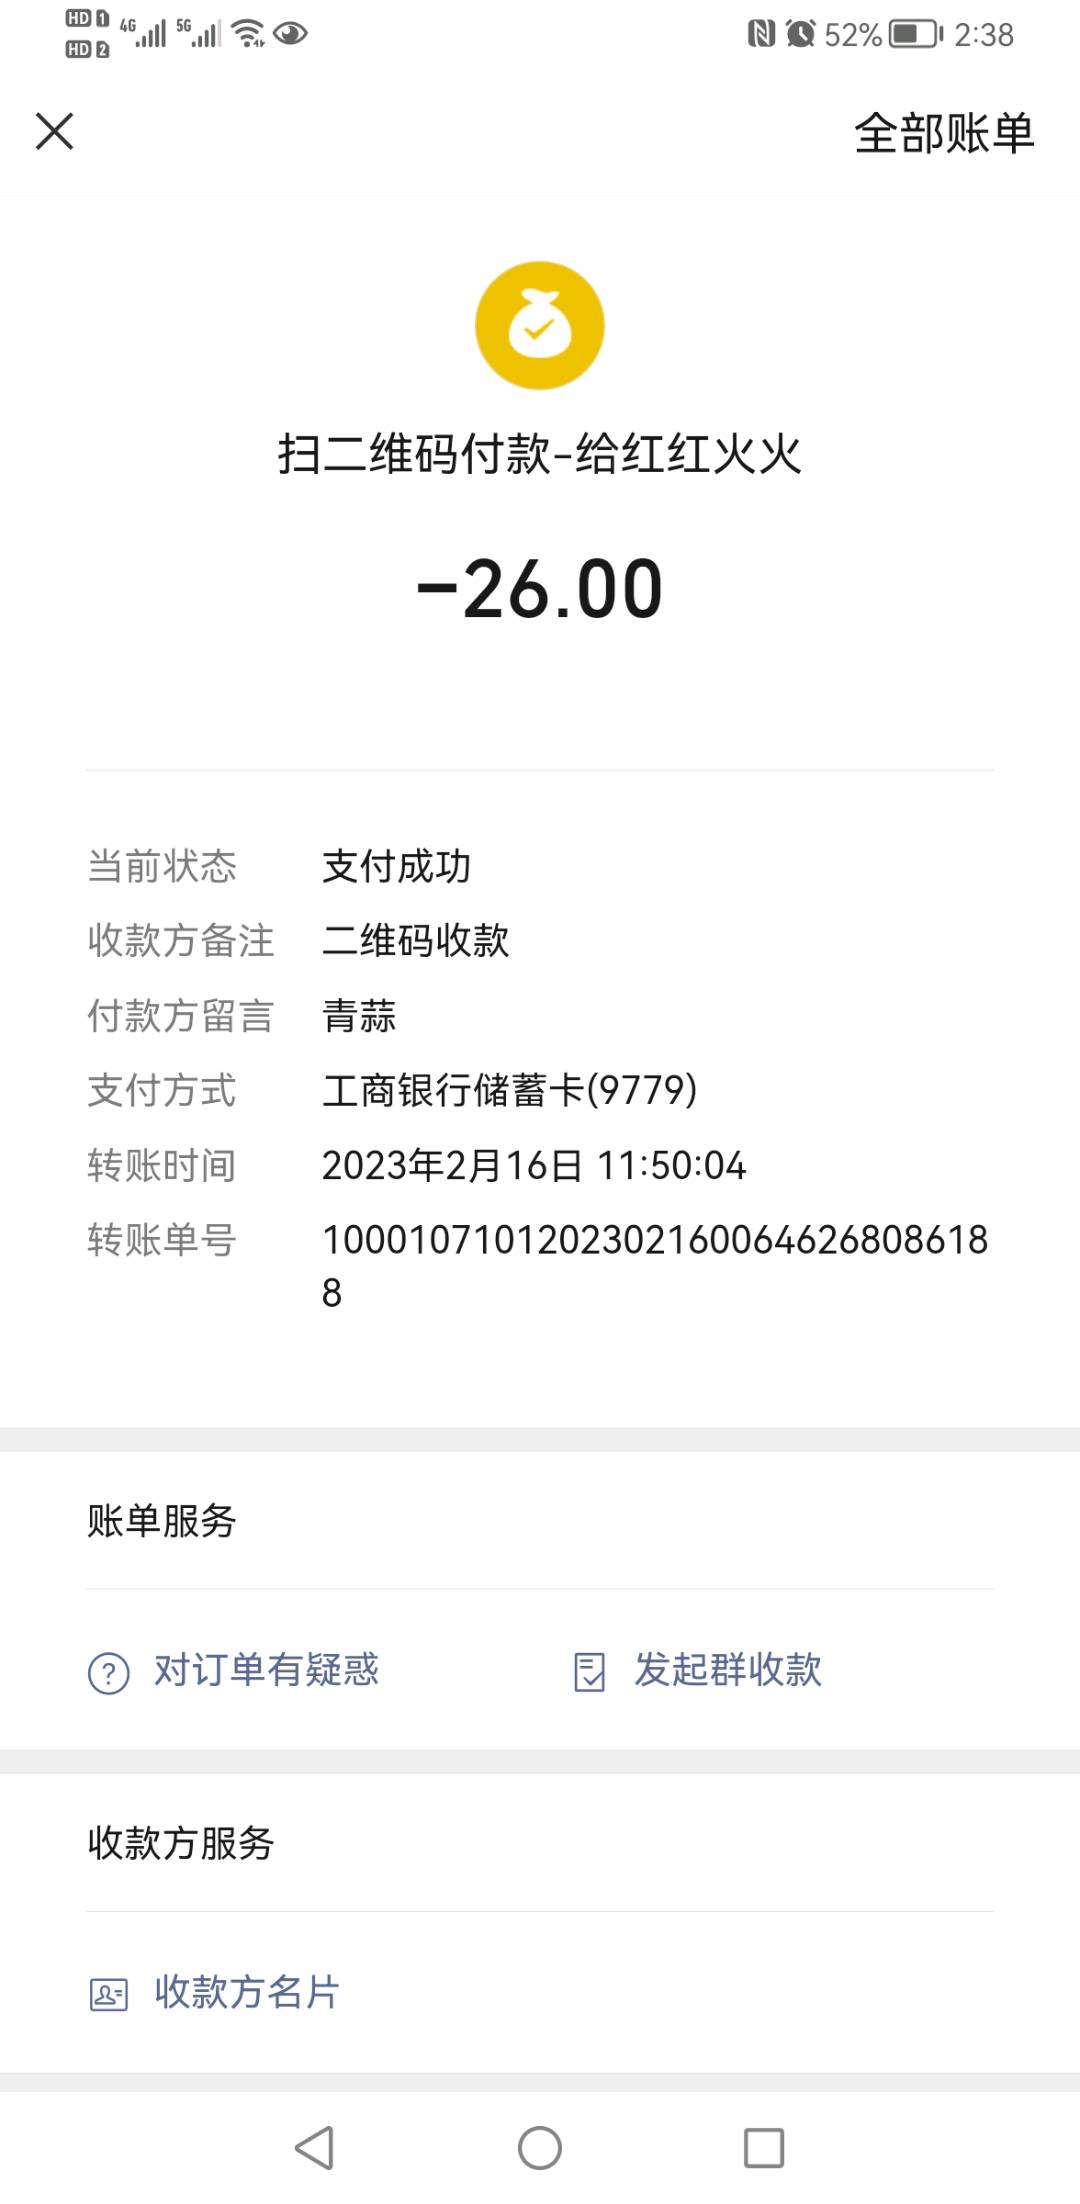 HD 1 4G 5G 52% 2:38
HD 2
全部账单
扫二维码付款-给红红火火
-26.00
当前状态 支付成功
收款方备注 二维码收款
付款方留言 青蒜
支付方式 工商银行储蓄卡(9779)
转账时间 2023年2月16日 11:50:04
转账单号 1000107101202302160064626808618
8
账单服务
对订单有疑惑 发起群收款
收款方服务
收款方名片